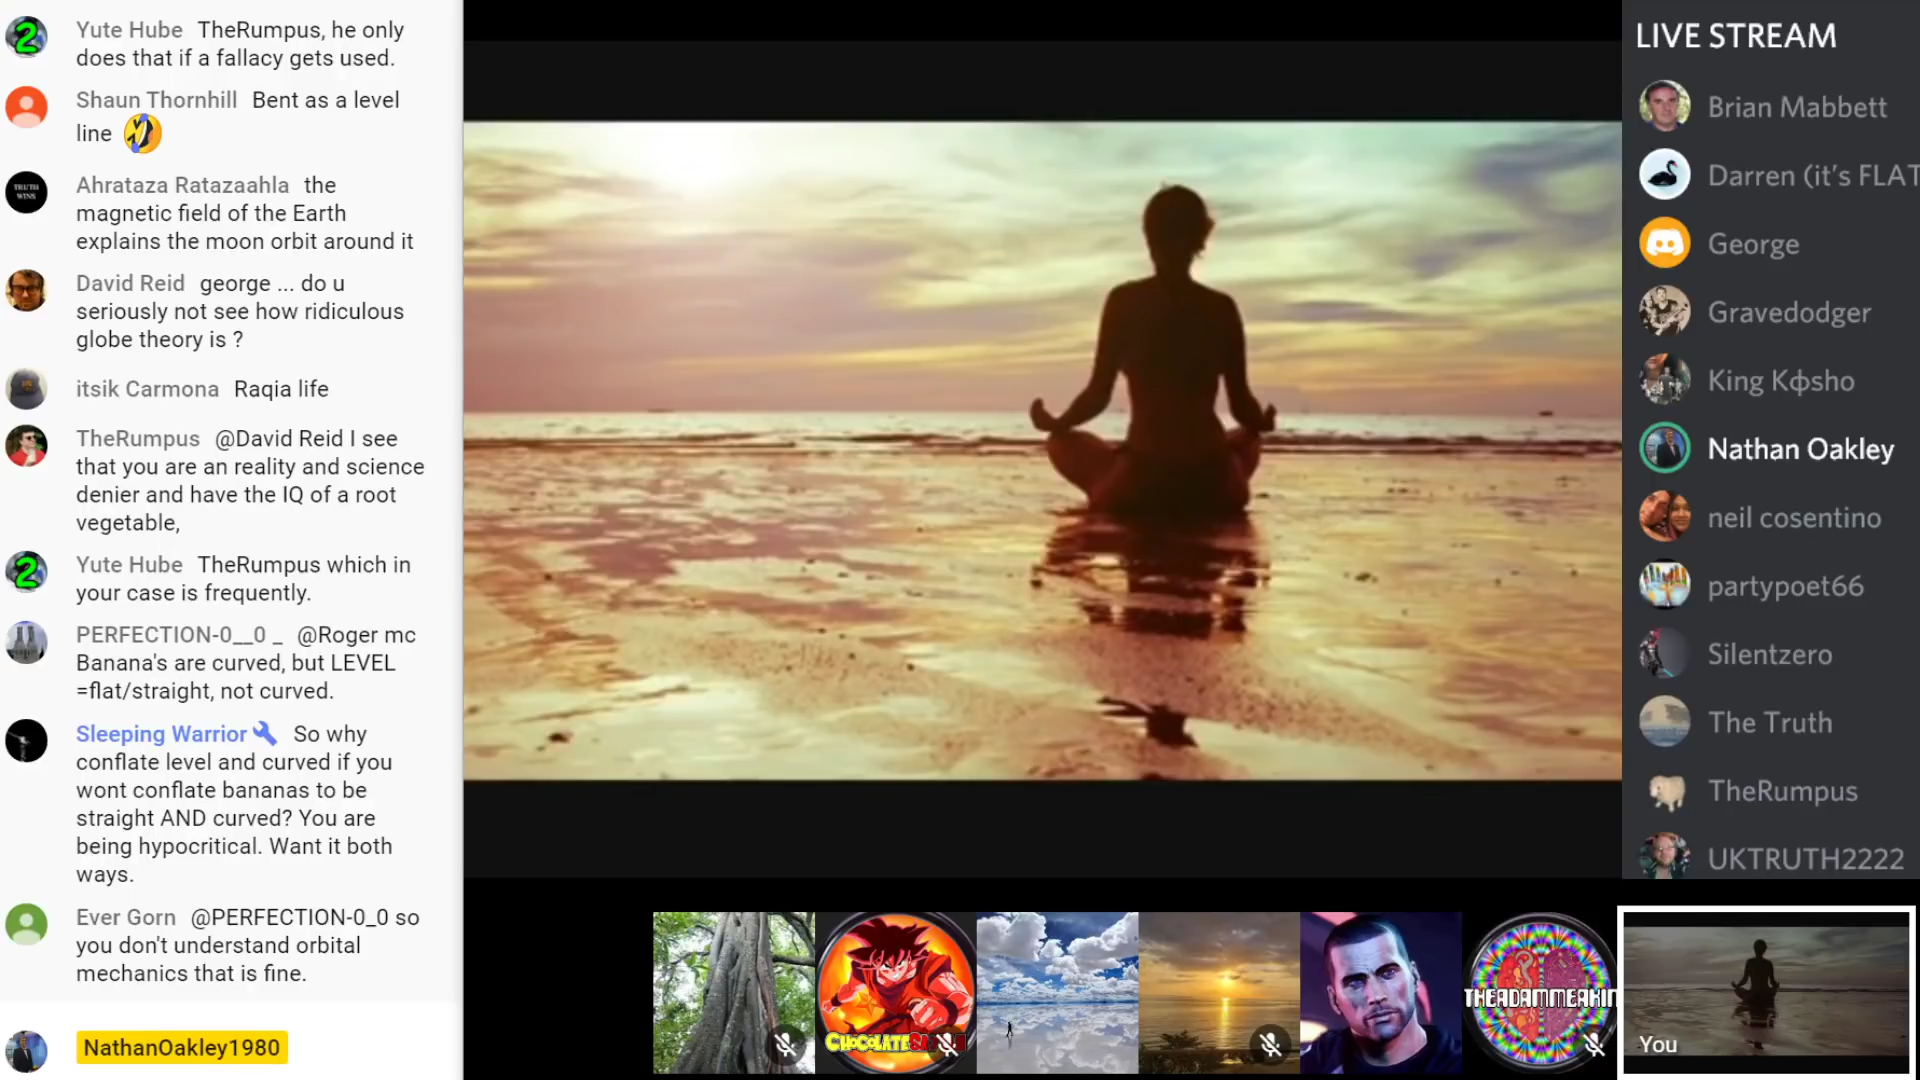 Yute Hube TheRumpus, he only
does that if a fallacy gets used.
Shaun Thornhill Bent as a level
line
TRUTH
WINS
Ahrataza Ratazaahla the
magnetic field of the Earth
explains the moon orbit around it
David Reid george ... do u
seriously not see how ridiculous
globe theory is ?
itsik Carmona Raqia life
TheRumpus @David Reid I see
that you are an reality and science
denier and have the IQ of a root
vegetable,
Yute Hube TheRumpus which in
your case is frequently.
PERFECTION-0__0 _ @Roger mc
Banana's are curved, but LEVEL
=flat/straight, not curved.
Sleeping Warrior So why
conflate level and curved if you
wont conflate bananas to be
straight AND curved? You are
being hypocritical. Want it both
ways.
Ever Gorn @PERFECTION-0_0 so
you don't understand orbital
mechanics that is fine.
NathanOakley1980
LIVE STREAM
Brian Mabbett
Darren (it's FLAT
George
Gravedodger
King Kфsho
Nathan Oakley
neil cosentino
partypoet66
Silentzero
The Truth
TheRumpus
UKTRUTH2222
THEADAMMEAKIN
You